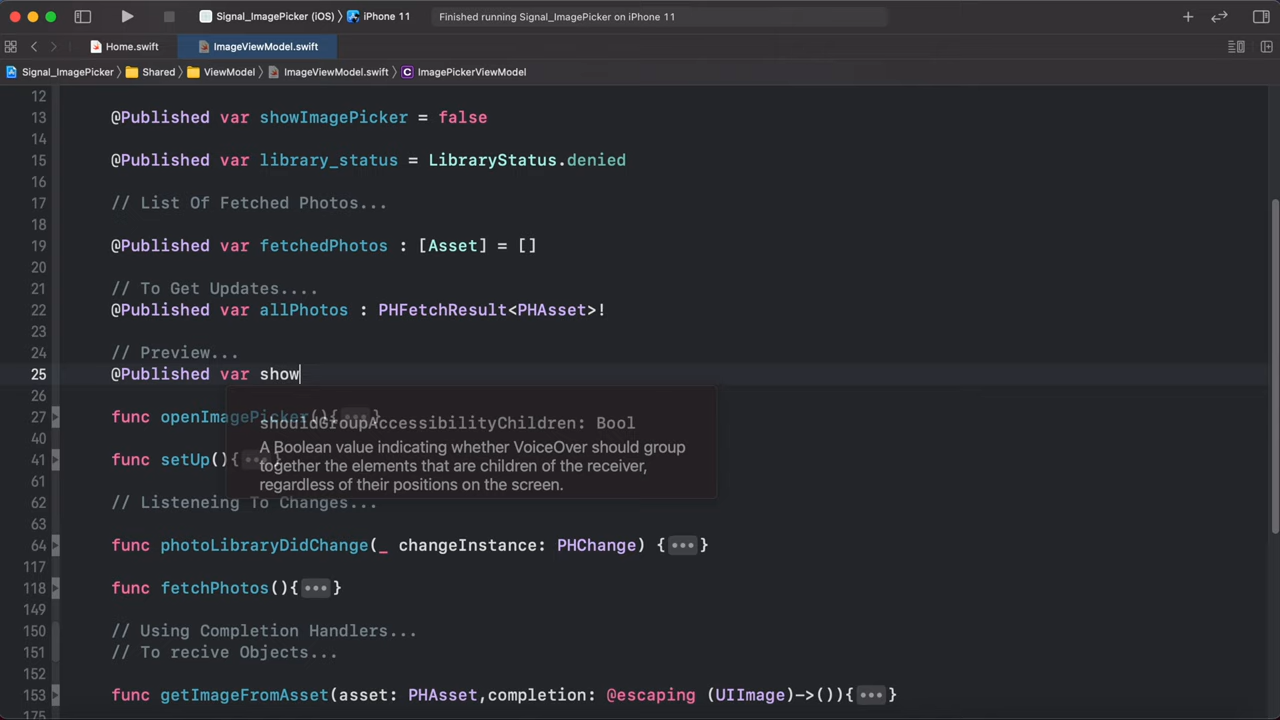 Signal_ImagePicker (iOS) 〉 iPhone 11
Finished running Signal_ImagePicker on iPhone 11
Home.swift
ImageViewModel.swift
Signal_ImagePicker 〉 Shared 〉 ViewModel 〉 ImageViewModel.swift 〉 C ImagePickerViewModel
12
13 @Published var showImagePicker = false
14
15 @Published var library_status = LibraryStatus.denied
16
17 // List Of Fetched Photos...
18
19 @Published var fetchedPhotos : [Asset] = []
20
21 // To Get Updates....
22 @Published var allPhotos : PHFetchResult<PHAsset>!
23
24 // Preview...
25 @Published var show
26
27 func openImagePicker(){•••}
shouldGroupAccessibilityChildren: Bool
40
A Boolean value indicating whether VoiceOver should group
41 func setUp(){•••}
together the elements that are children of the receiver,
61
regardless of their positions on the screen.
62 // Listeneing To Changes...
63
64 func photoLibraryDidChange(_ changeInstance: PHChange) {•••}
117
118 func fetchPhotos(){•••}
149
150 // Using Completion Handlers...
151 // To recive Objects...
152
153 func getImageFromAsset(asset: PHAsset,completion: @escaping (UIImage)->()){•••}
175